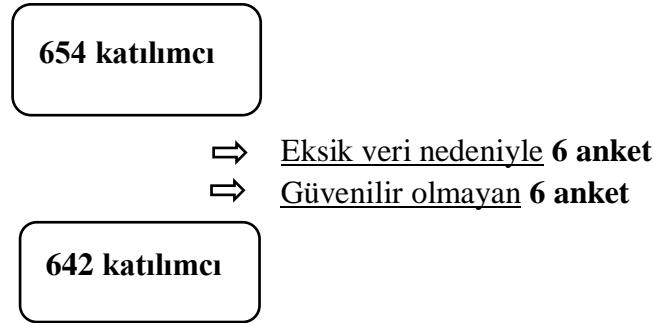 654 katılımcı
Eksik veri nedeniyle 6 anket
Güvenilir olmayan 6 anket
642 katılımcı